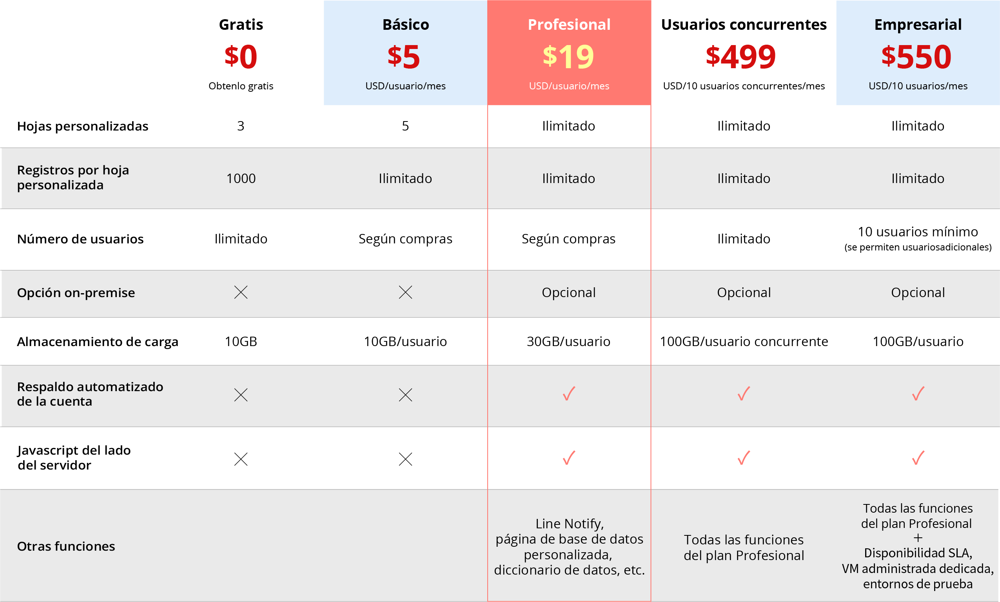 Gratis
$0
Obtenlo gratis
Básico
$5
USD/usuario/mes
Profesional
$19
USD/usuario/mes
Usuarios concurrentes
$499
USD/10 usuarios concurrentes/mes
Empresarial
$550
USD/10 usuarios/mes
Hojas personalizadas
3
5
Ilimitado
Ilimitado
Ilimitado
Registros por hoja
personalizada
1000
Ilimitado
Ilimitado
Ilimitado
Ilimitado
Número de usuarios
Ilimitado
Según compras
Según compras
Ilimitado
10 usuarios mínimo
(se permiten usuariosadicionales)
Opción on-premise
Opcional
Opcional
Opcional
Almacenamiento de carga
10GB
10GB/usuario
30GB/usuario
100GB/usuario concurrente
100GB/usuario
Respaldo automatizado
de la cuenta
Javascript del lado
del servidor
Otras funciones
Line Notify,
página de base de datos
personalizada,
diccionario de datos, etc.
Todas las funciones
del plan Profesional
Todas las funciones
del plan Profesional
+
Disponibilidad SLA,
VM administrada dedicada,
entornos de prueba